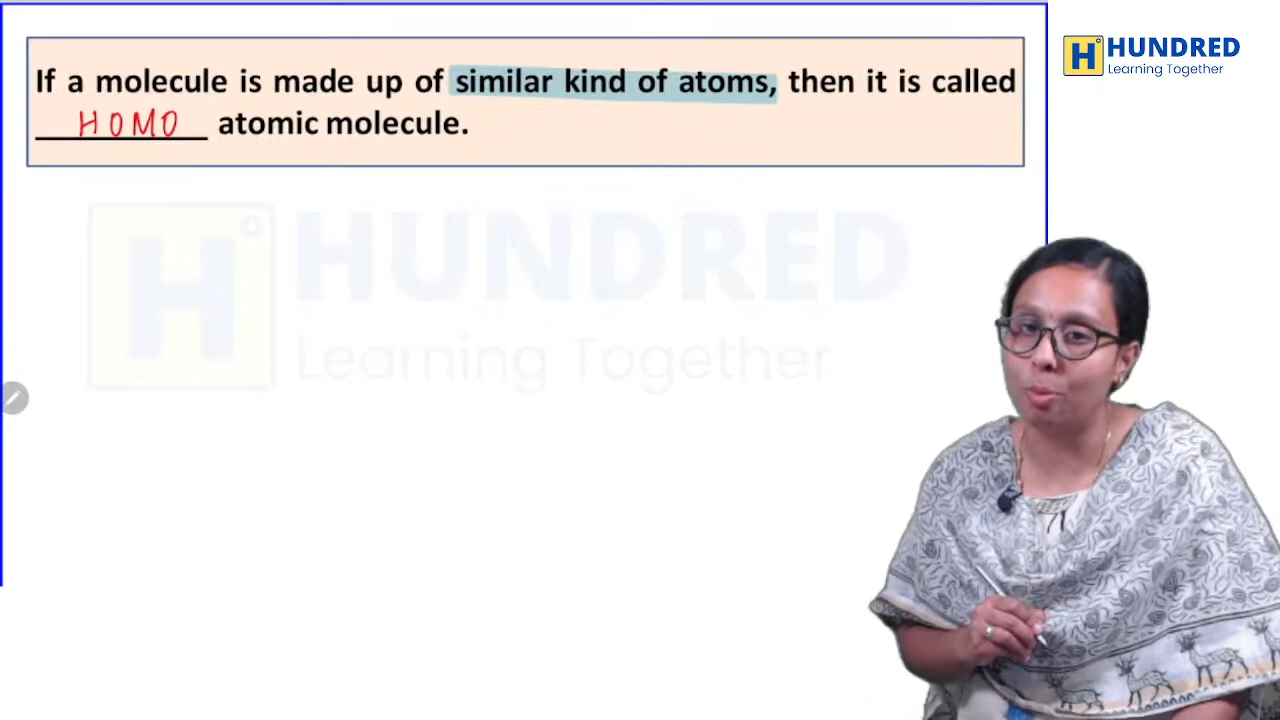 If a molecule is made up of similar kind of atoms, then it is called
HOMO atomic molecule.
HUNDRED
Learning Together
HUNDRED
Learning Together